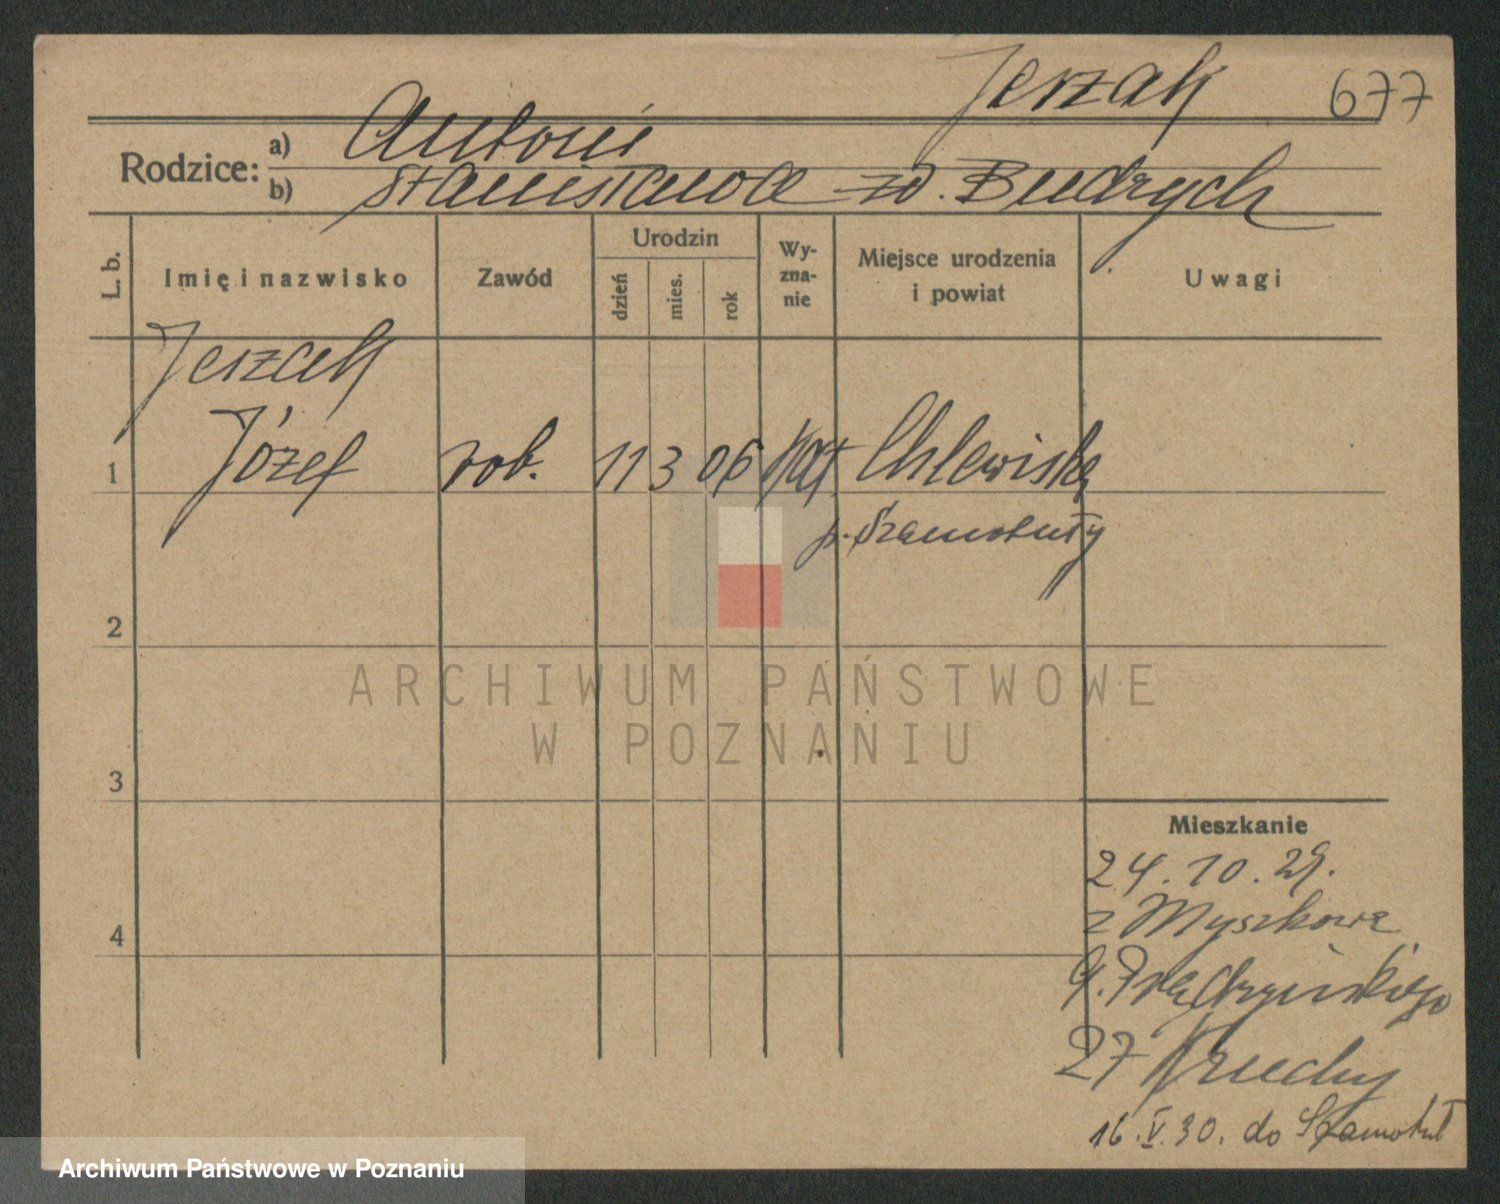 Jerzak 677
Rodzice: a) Antoni
b) Stanisława zd. Budrych
L. b.
Imię i nazwisko
Zawód
Urodzin
dzień
mies.
rok
Wy-
zna-
nie
Miejsce urodzenia
i powiat
Uwagi
Jerzak
1 Józef rob. 11 3 06 kat. Chlewiska
p. Szamotuły
2
3
4
Mieszkanie
24. 10. 29.
z Myszkowa
p. Szamotuły
27
16. V. 30. do Szamotuł
ARCHIWUM PAŃSTWOWE
W POZNANIU
Archiwum Państwowe w Poznaniu